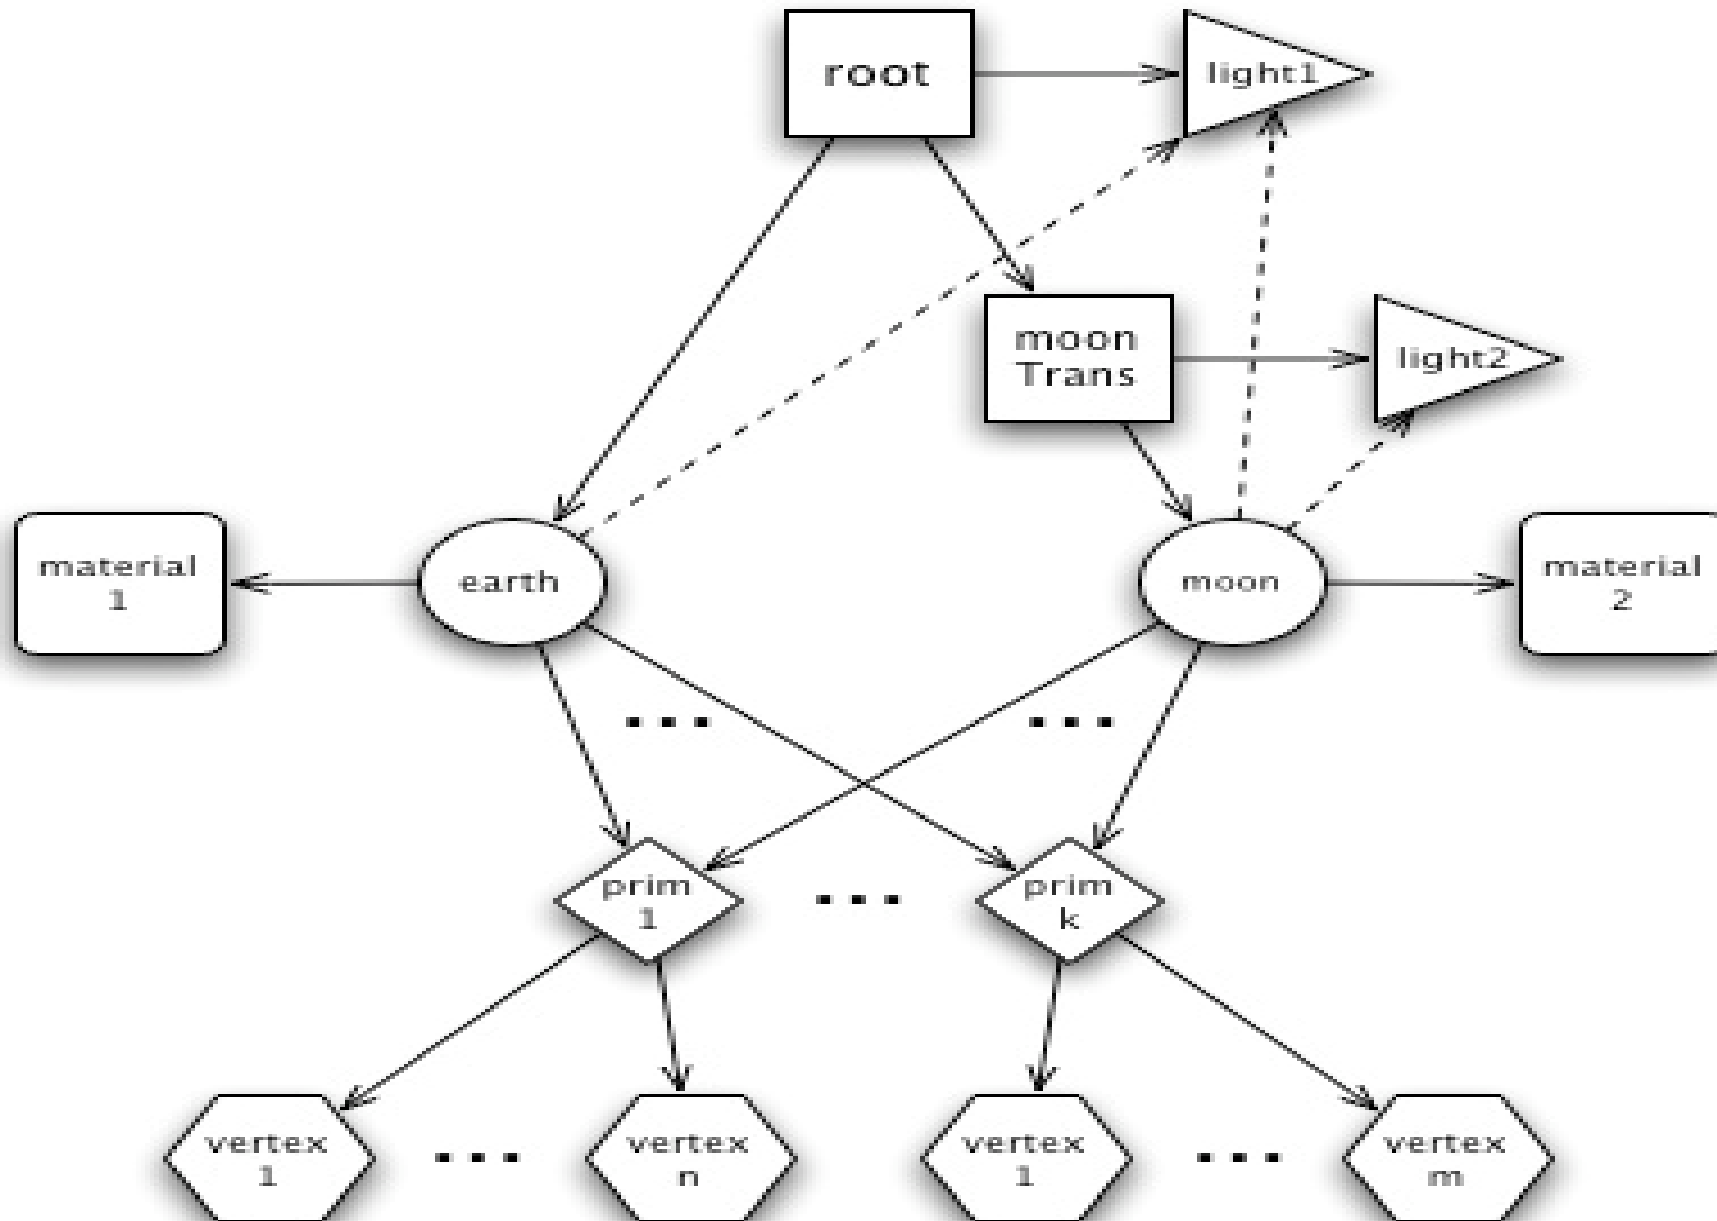 root
light1
moon
Trans
light2
material
1
earth
moon
material
2
...
...
prim
1
...
prim
k
vertex
1
...
vertex
n
vertex
1
...
vertex
m